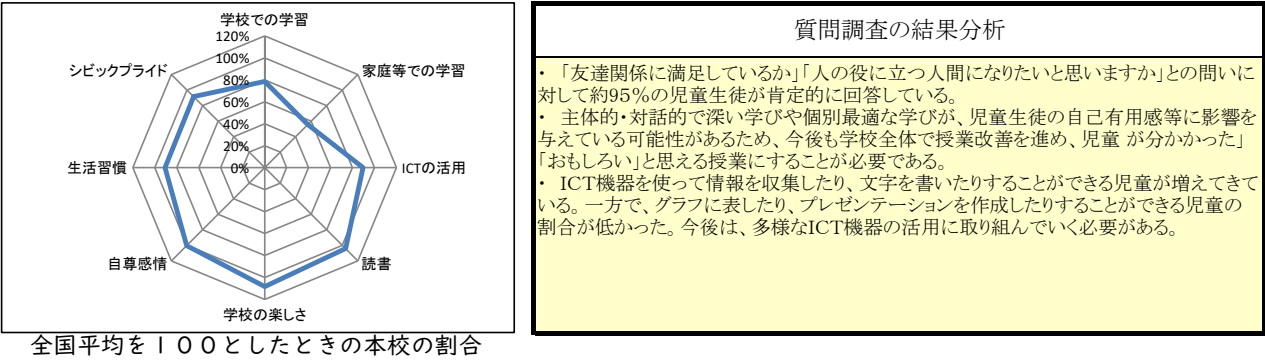 学校での学習
120%
100%
80%
60%
40%
20%
0%
家庭等での学習
ICTの活用
読書
学校の楽しさ
自尊感情
生活習慣
シビックプライド
全国平均を１００としたときの本校の割合
質問調査の結果分析
・ 「友達関係に満足しているか」「人の役に立つ人間になりたいと思いますか」との問いに
対して約95％の児童生徒が肯定的に回答している。
・ 主体的・対話的で深い学びや個別最適な学びが、児童生徒の自己有用感等に影響を
与えている可能性があるため、今後も学校全体で授業改善を進め、児童 が分かかった」
「おもしろい」と思える授業にすることが必要である。
・ ICT機器を使って情報を収集したり、文字を書いたりすることができる児童が増えてきて
いる。一方で、グラフに表したり、プレゼンテーションを作成したりすることができる児童の
割合が低かった。今後は、多様なICT機器の活用に取り組んでいく必要がある。